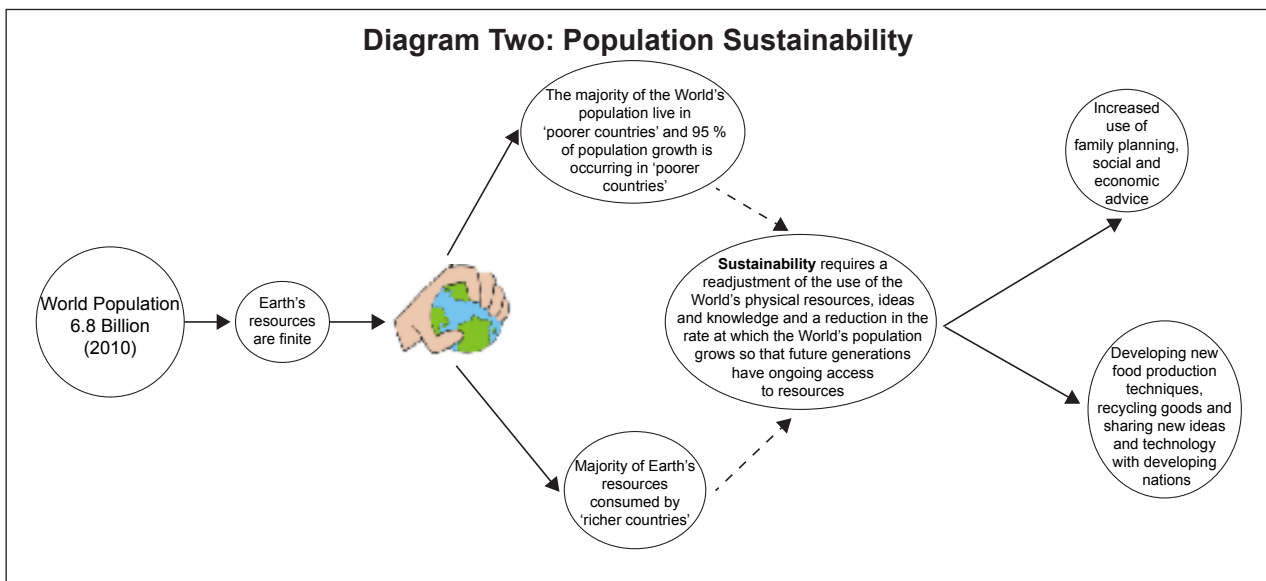 Diagram Two: Population Sustainability
World Population
6.8 Billion
(2010)
Earth's
resources
are finite
The majority of the World's
population live in
'poorer countries' and 95 %
of population growth is
occurring in 'poorer
countries'
Majority of Earth's
resources
consumed by
'richer countries'
Sustainability requires a
readjustment of the use of the
World's physical resources, ideas
and knowledge and a reduction in the
rate at which the World's population
grows so that future generations
have ongoing access
to resources
Increased
use of
family planning,
social and
economic
advice
Developing new
food production
techniques,
recycling goods and
sharing new ideas
and technology
with developing
nations